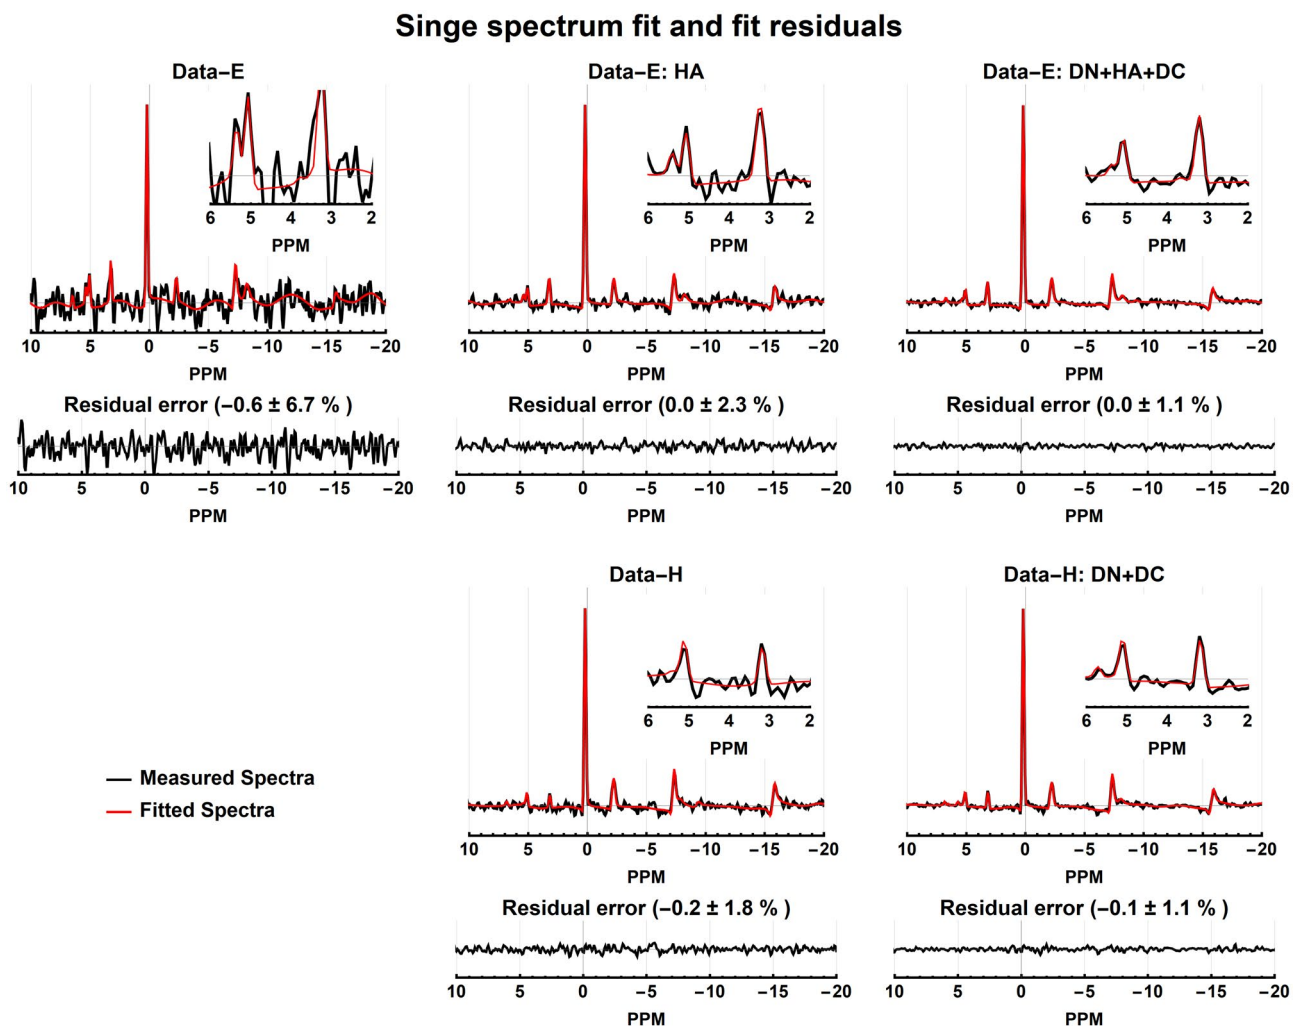 Singe spectrum fit and fit residuals
Data−E
6 5 4 3 2
PPM
10 5 0 −5 −10 −15 −20
PPM
Residual error (−0.6 ± 6.7 % )
10 5 0 −5 −10 −15 −20
PPM
Data−E: HA
6 5 4 3 2
PPM
10 5 0 −5 −10 −15 −20
PPM
Residual error (0.0 ± 2.3 % )
10 5 0 −5 −10 −15 −20
PPM
Data−E: DN+HA+DC
6 5 4 3 2
PPM
10 5 0 −5 −10 −15 −20
PPM
Residual error (0.0 ± 1.1 % )
10 5 0 −5 −10 −15 −20
PPM
Measured Spectra
Fitted Spectra
Data−H
6 5 4 3 2
PPM
10 5 0 −5 −10 −15 −20
PPM
Residual error (−0.2 ± 1.8 % )
10 5 0 −5 −10 −15 −20
PPM
Data−H: DN+DC
6 5 4 3 2
PPM
10 5 0 −5 −10 −15 −20
PPM
Residual error (−0.1 ± 1.1 % )
10 5 0 −5 −10 −15 −20
PPM